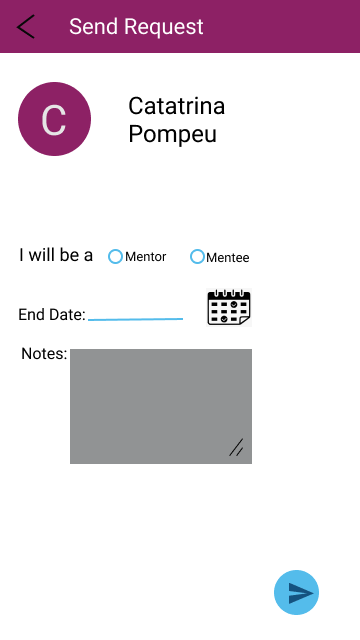 Send Request
C
Catatrina
Pompeu
I will be a
Mentor
Mentee
End Date:
Notes: